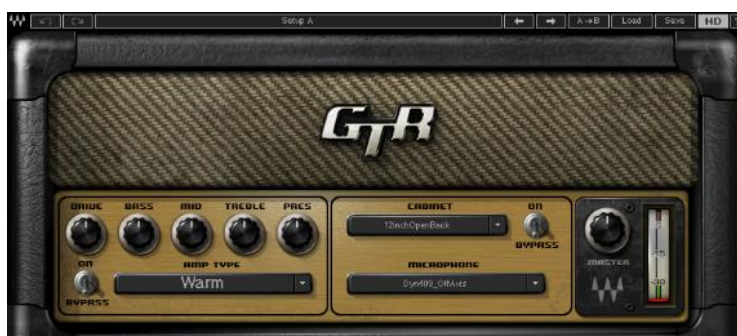 Setup A
A→B Load Save HD
GTR
DRIVE BASS MID TREBLE PRES
CABINET
ON
12inchOpenBack
BYPASS
ON
AMP TYPE
Warm
BYPASS
MICROPHONE
Dyn409_OffAxis
MASTER